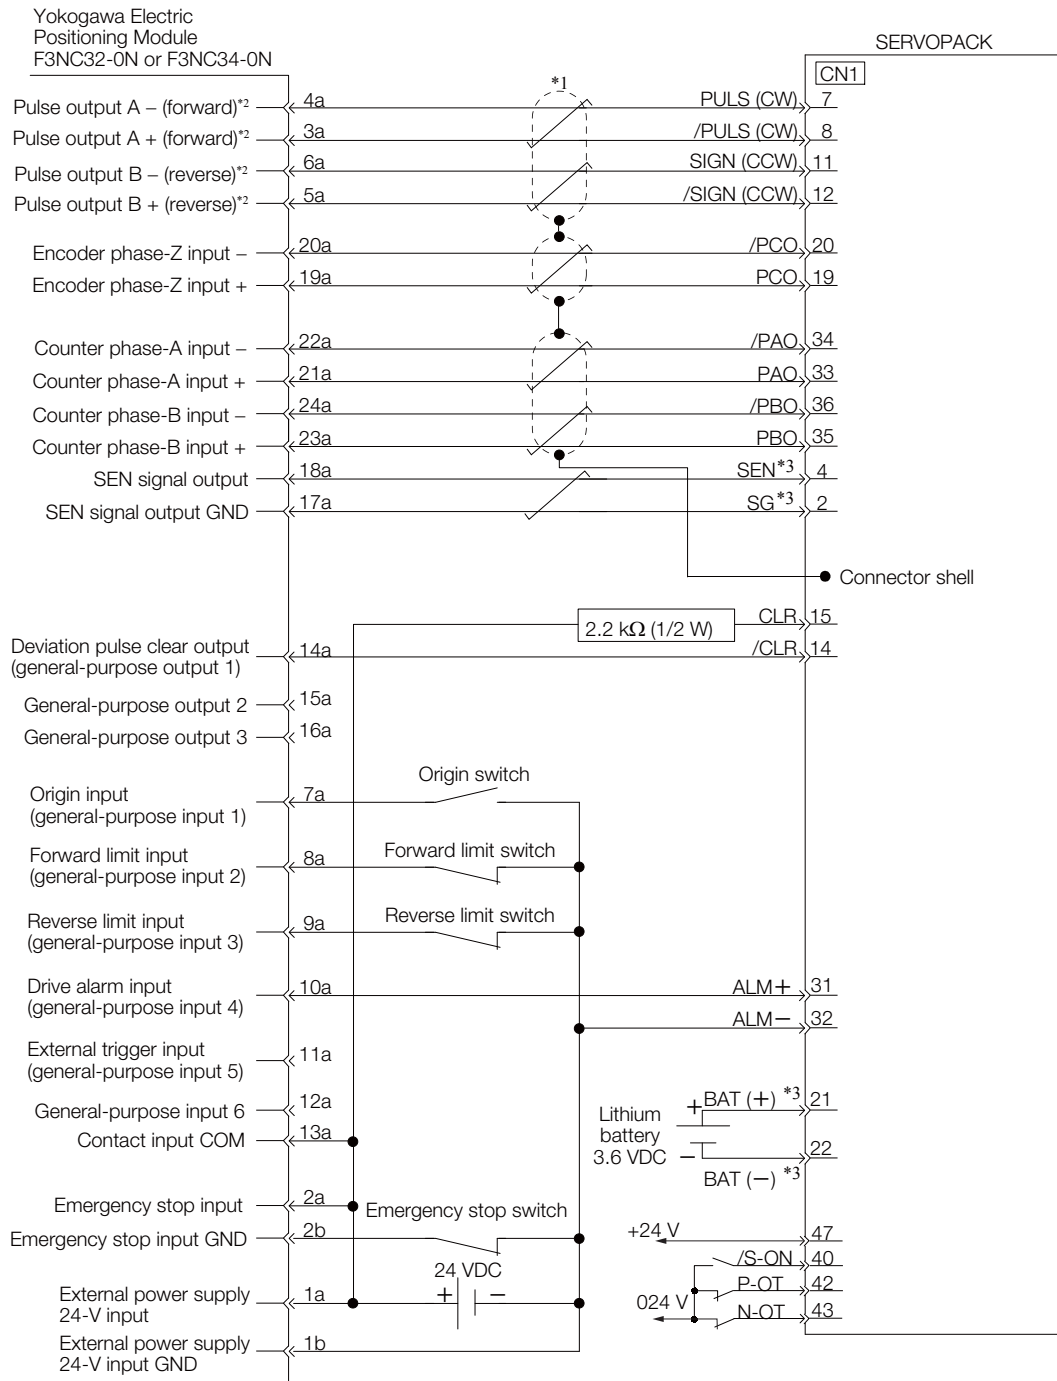 Yokogawa Electric
Positioning Module
F3NC32-0N or F3NC34-0N
SERVOPACK
CN1
*1
Pulse output A – (forward)*2 4a PULS (CW) 7
Pulse output A + (forward)*2 3a /PULS (CW) 8
Pulse output B – (reverse)*2 6a SIGN (CCW) 11
Pulse output B + (reverse)*2 5a /SIGN (CCW) 12
Encoder phase-Z input – 20a /PCO 20
Encoder phase-Z input + 19a PCO 19
Counter phase-A input – 22a /PAO 34
Counter phase-A input + 21a PAO 33
Counter phase-B input – 24a /PBO 36
Counter phase-B input + 23a PBO 35
SEN signal output 18a SEN*3 4
SEN signal output GND 17a SG*3 2
Connector shell
2.2 kΩ (1/2 W) CLR 15
Deviation pulse clear output
(general-purpose output 1) 14a /CLR 14
General-purpose output 2 15a
General-purpose output 3 16a
Origin switch
Origin input
(general-purpose input 1) 7a
Forward limit input
(general-purpose input 2) 8a Forward limit switch
Reverse limit input
(general-purpose input 3) 9a Reverse limit switch
Drive alarm input
(general-purpose input 4) 10a ALM+ 31
ALM− 32
External trigger input
(general-purpose input 5) 11a
General-purpose input 6 12a
Contact input COM 13a
Lithium
battery
3.6 VDC
+ BAT (+) *3 21
− 22
BAT (−) *3
Emergency stop input 2a
Emergency stop switch
Emergency stop input GND 2b
+24 V 47
/S-ON 40
P-OT 42
024 V N-OT 43
24 VDC
External power supply
24-V input 1a + −
External power supply
24-V input GND 1b